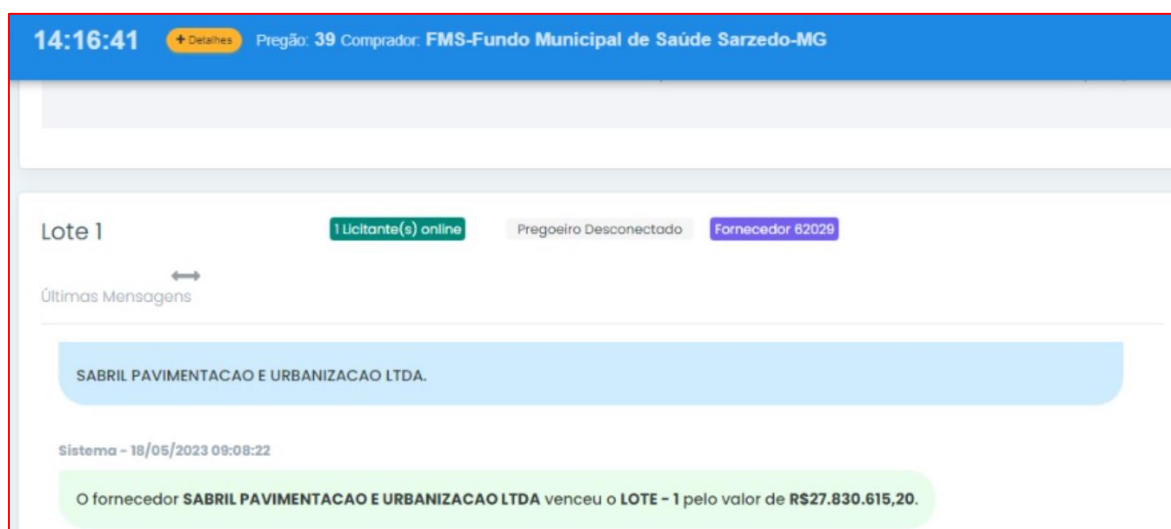 14:16:41 + Detalhes Pregão: 39 Comprador: FMS-Fundo Municipal de Saúde Sarzedo-MG
Lote 1 1 Licitante(s) online Pregoeiro Desconectado Fornecedor 62029
Últimas Mensagens
SABRIL PAVIMENTACAO E URBANIZACAO LTDA.
Sistema - 18/05/2023 09:08:22
O fornecedor SABRIL PAVIMENTACAO E URBANIZACAO LTDA venceu o LOTE - 1 pelo valor de R$27.830.615,20.